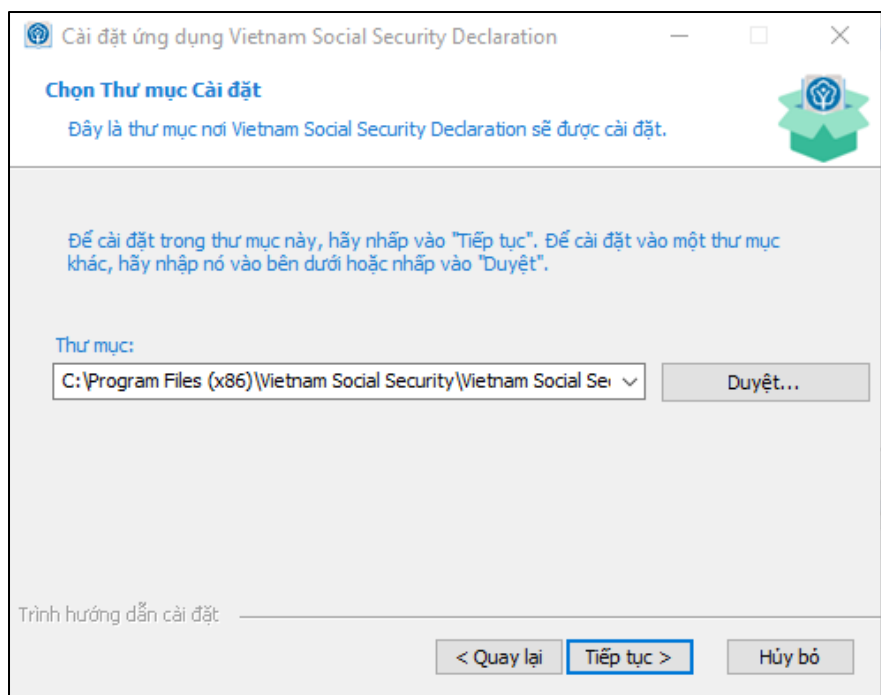 Cài đặt ứng dụng Vietnam Social Security Declaration
Chọn Thư mục Cài đặt
Đây là thư mục nơi Vietnam Social Security Declaration sẽ được cài đặt.
Để cài đặt trong thư mục này, hãy nhấp vào "Tiếp tục". Để cài đặt vào một thư mục
khác, hãy nhập nó vào bên dưới hoặc nhấp vào "Duyệt".
Thư mục:
C:\Program Files (x86)\Vietnam Social Security\Vietnam Social
Duyệt...
Trình hướng dẫn cài đặt
< Quay lại
Tiếp tục >
Hủy bỏ